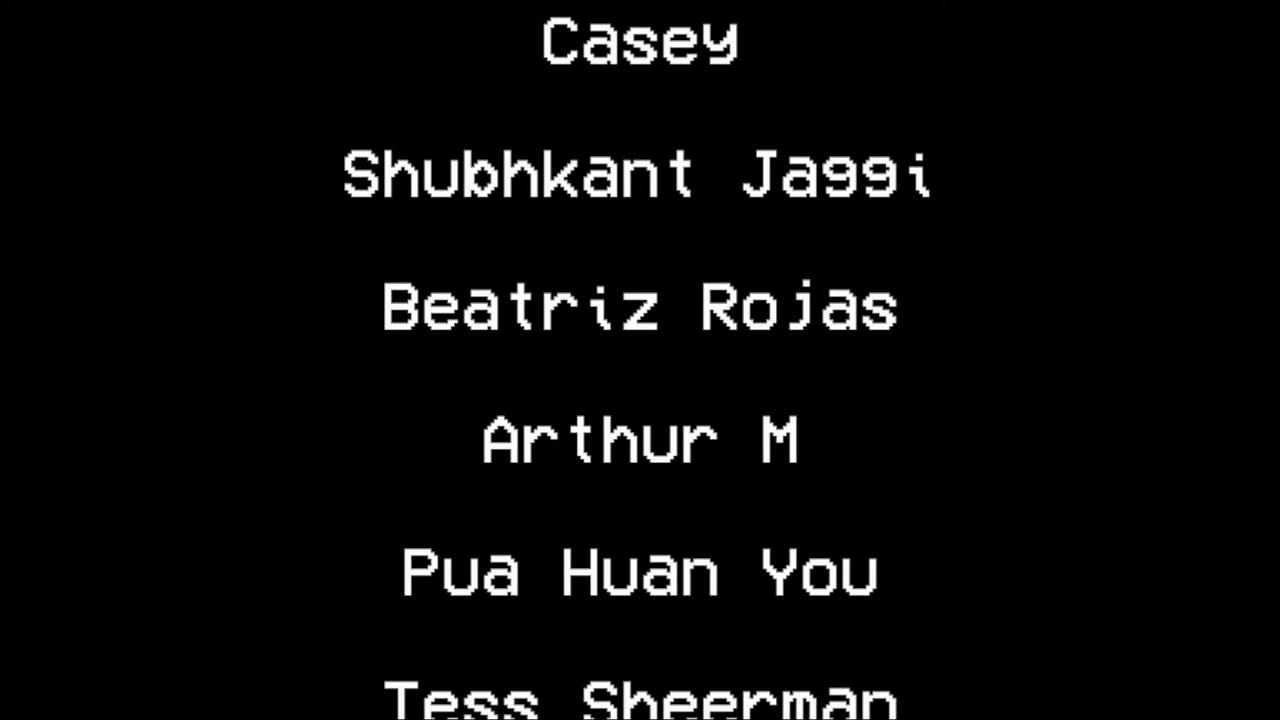 Casey
Shubhkant Jaggi
Beatriz Rojas
Arthur M
Pua Huan You
Tess Sheerman